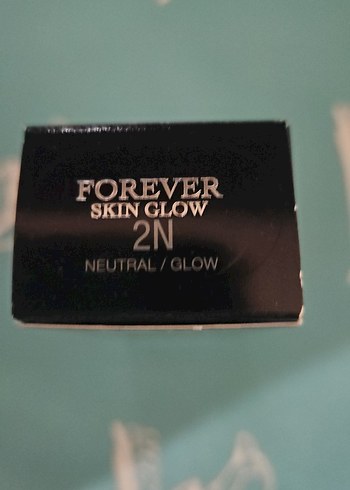 FOREVER
SKIN GLOW
2N
NEUTRAL / GLOW